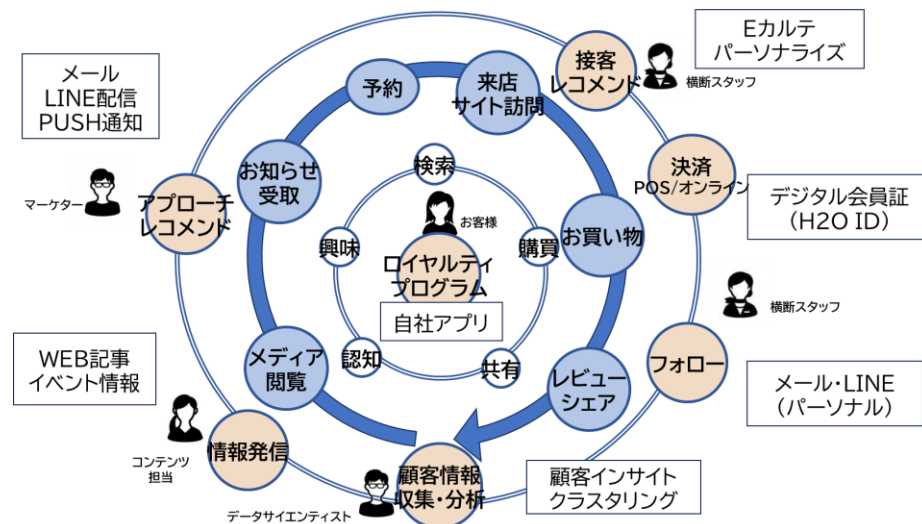 Eカルテ
パーソナライズ
接客
レコメンド
横断スタッフ
メール
LINE配信
PUSH通知
予約
来店
サイト訪問
お知らせ
受取
検索
決済
POS/オンライン
マーケター
アプローチ
レコメンド
お客様
デジタル会員証
(H2O ID)
興味
購買
お買い物
ロイヤルティ
プログラム
自社アプリ
横断スタッフ
WEB記事
イベント情報
メディア
閲覧
認知
共有
フォロー
レビュー
シェア
メール・LINE
(パーソナル)
コンテンツ
担当
情報発信
顧客情報
収集・分析
顧客インサイト
クラスタリング
データサイエンティスト